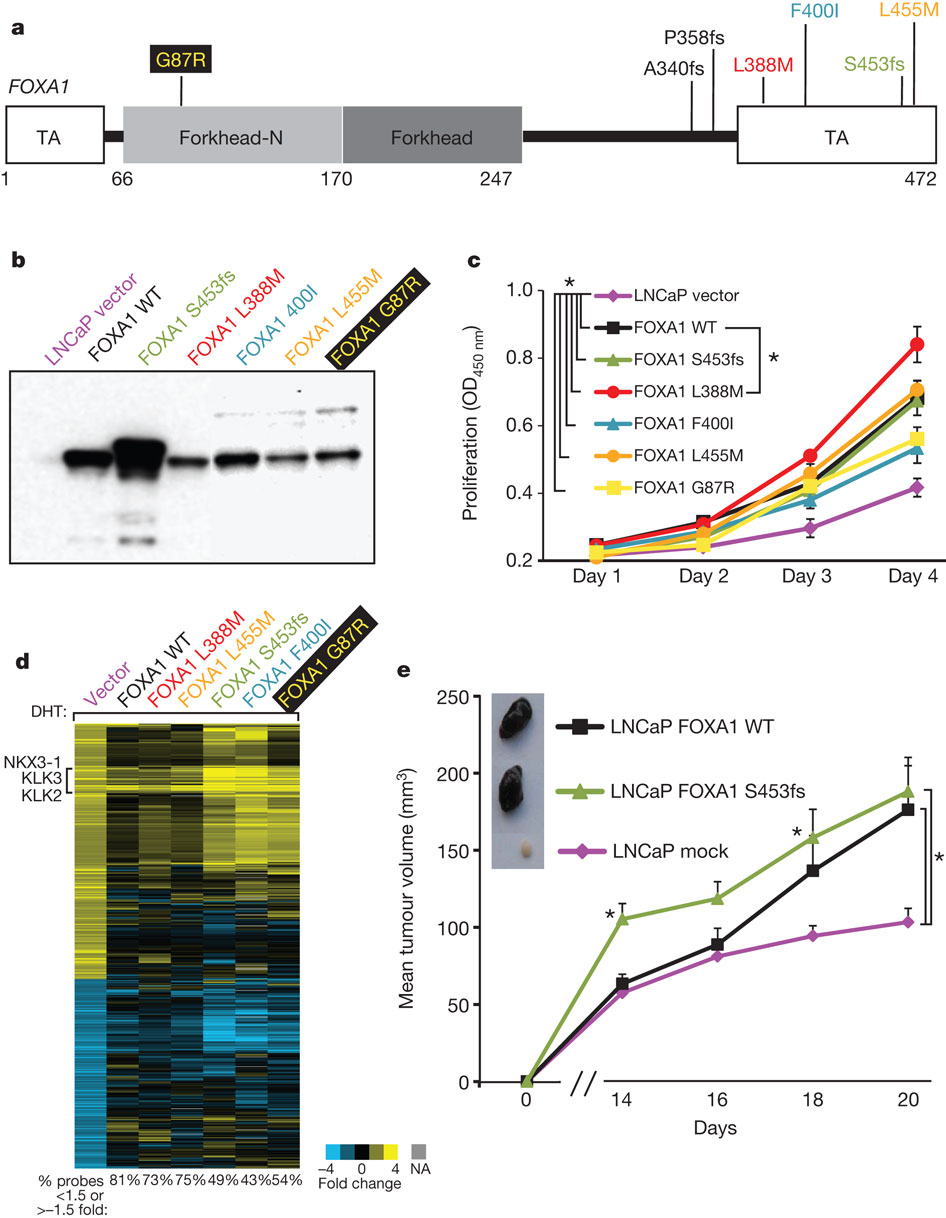 a
FOXA1
G87R
P358fs
A340fs
L388M
F400I
S453fs
L455M
TA
Forkhead-N
Forkhead
TA
1
66
170
247
472
b
LNCaP vector
FOXA1 WT
FOXA1 S453fs
FOXA1 L388M
FOXA1 400I
FOXA1 L455M
FOXA1 G87R
c
Proliferation (OD450 nm)
1.0
0.8
0.6
0.4
0.2
*
LNCaP vector
FOXA1 WT
FOXA1 S453fs
FOXA1 L388M
FOXA1 F400I
FOXA1 L455M
FOXA1 G87R
*
Day 1
Day 2
Day 3
Day 4
d
Vector
FOXA1 WT
FOXA1 L388M
FOXA1 L455M
FOXA1 S453fs
FOXA1 F400I
FOXA1 G87R
DHT:
NKX3-1
KLK3
KLK2
% probes
<1.5 or
>–1.5 fold:
81% 73% 75% 49% 43% 54%
–4 0 4 NA
Fold change
e
Mean tumour volume (mm3)
250
200
150
100
50
0
LNCaP FOXA1 WT
LNCaP FOXA1 S453fs
LNCaP mock
*
*
*
0
14
16
18
20
Days